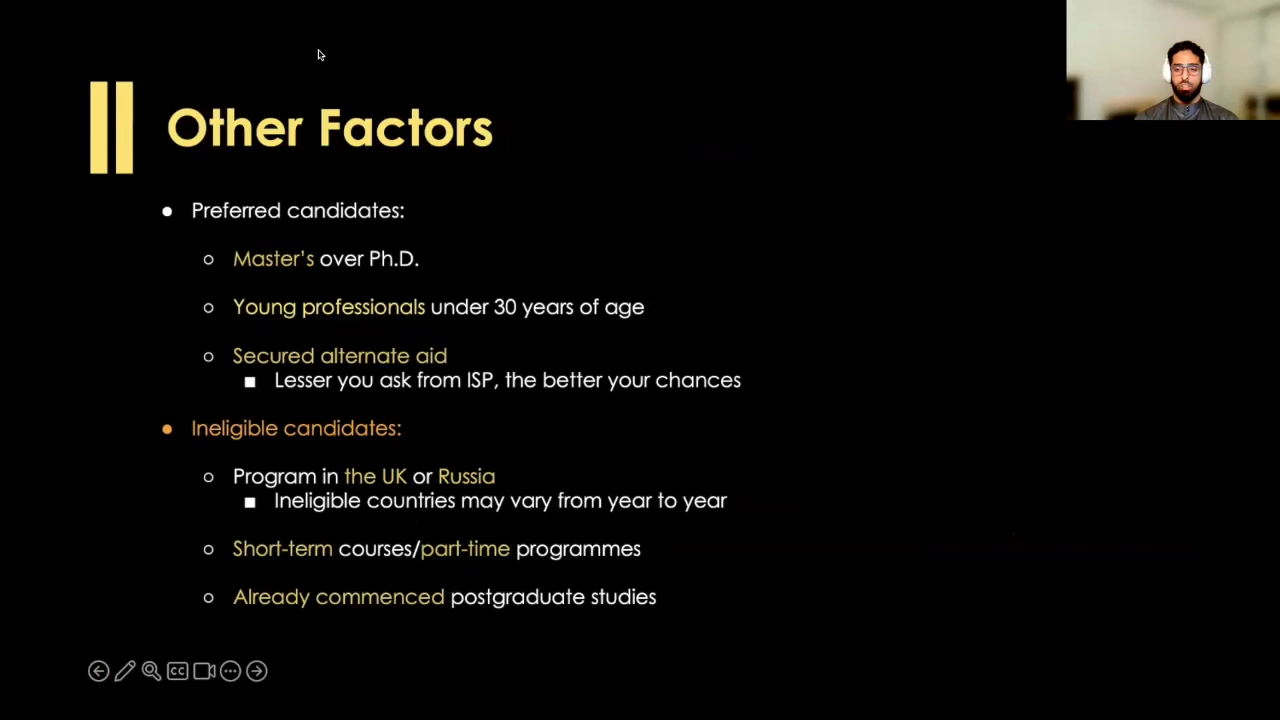 Other Factors
Preferred candidates:
Master's over Ph.D.
Young professionals under 30 years of age
Secured alternate aid
Lesser you ask from ISP, the better your chances
Ineligible candidates:
Program in the UK or Russia
Ineligible countries may vary from year to year
Short-term courses/part-time programmes
Already commenced postgraduate studies
CC